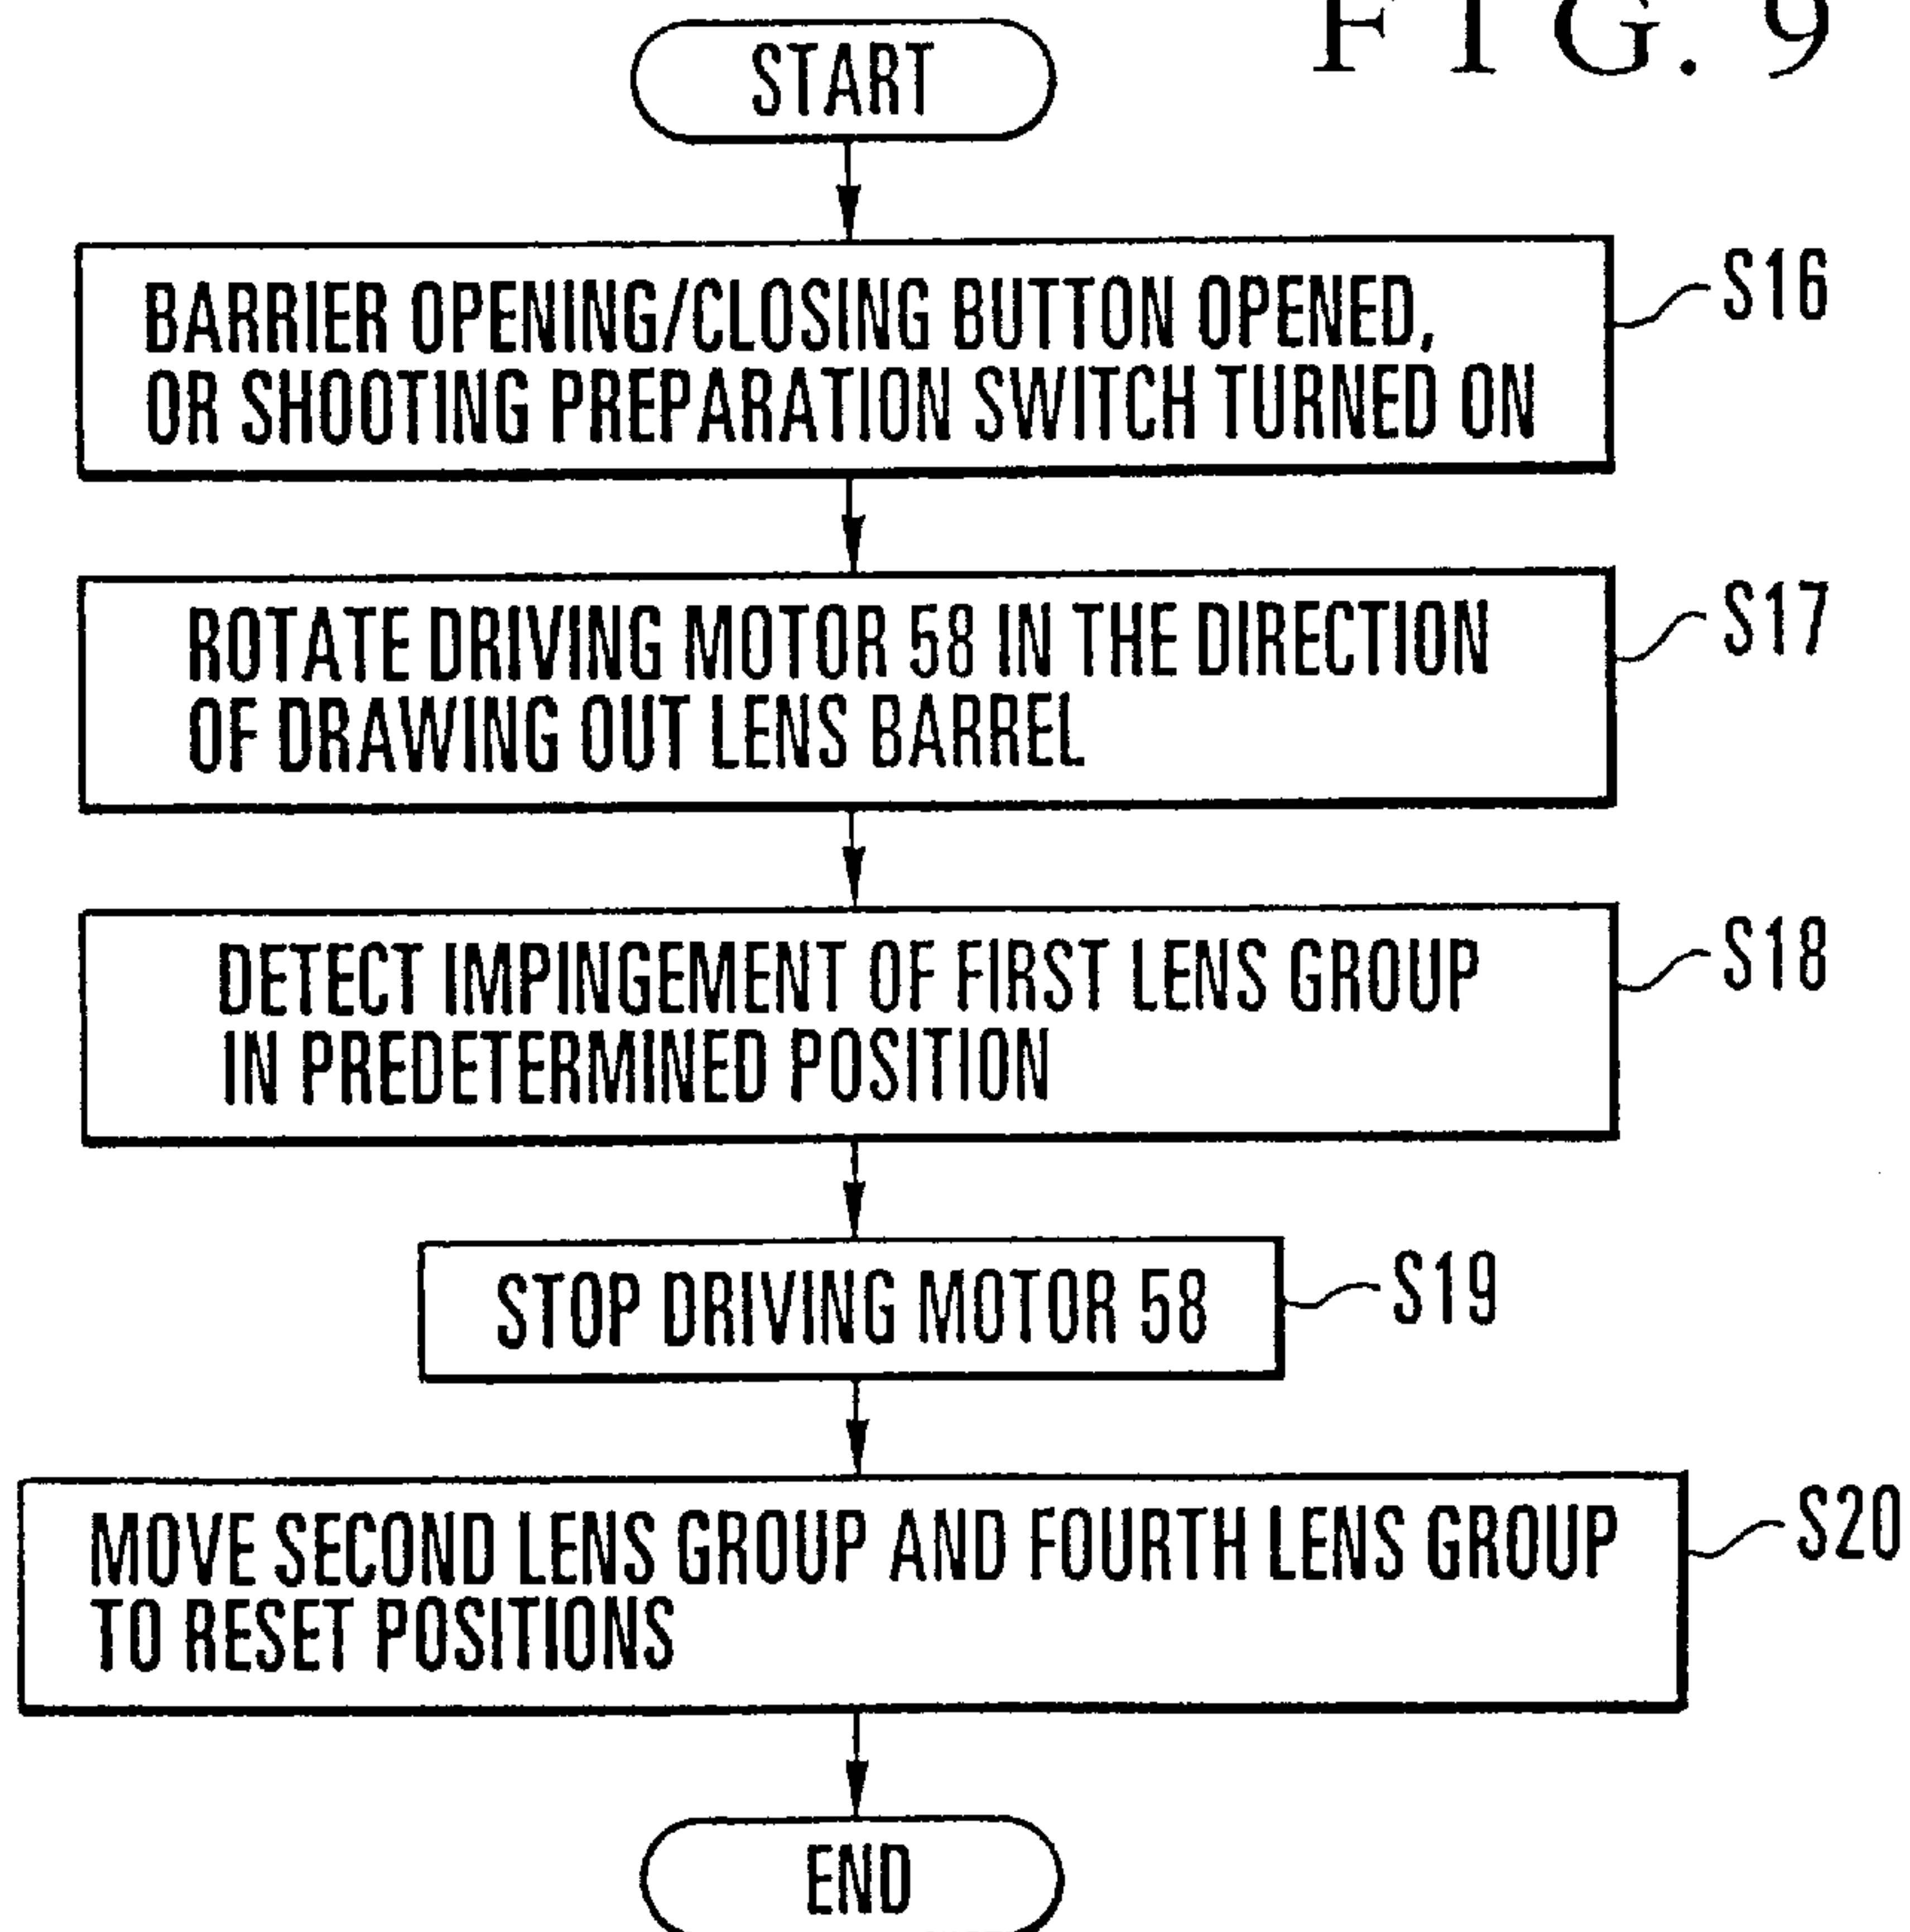 FIG. 9
START
BARRIER OPENING/CLOSING BUTTON OPENED,
OR SHOOTING PREPARATION SWITCH TURNED ON
S16
ROTATE DRIVING MOTOR 58 IN THE DIRECTION
OF DRAWING OUT LENS BARREL
S17
DETECT IMPINGEMENT OF FIRST LENS GROUP
IN PREDETERMINED POSITION
S18
STOP DRIVING MOTOR 58
S19
MOVE SECOND LENS GROUP AND FOURTH LENS GROUP
TO RESET POSITIONS
S20
END